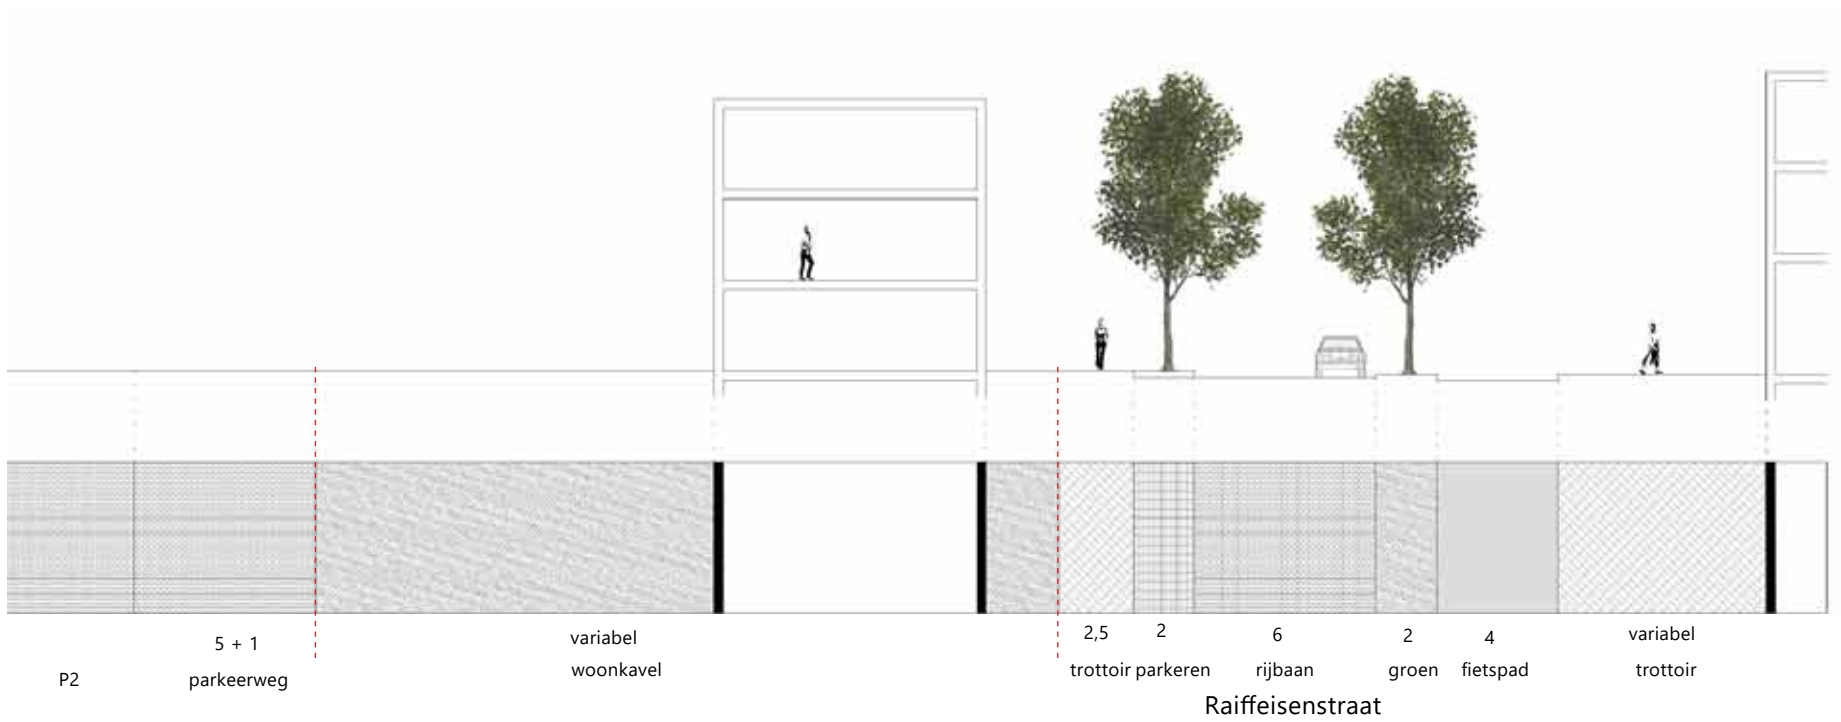 5 + 1
variabel
2,5
2
6
2
4
variabel
P2
parkeerweg
woonkavel
trottoir
parkeren
rijbaan
groen
fietspad
trottoir
Raiffeisenstraat